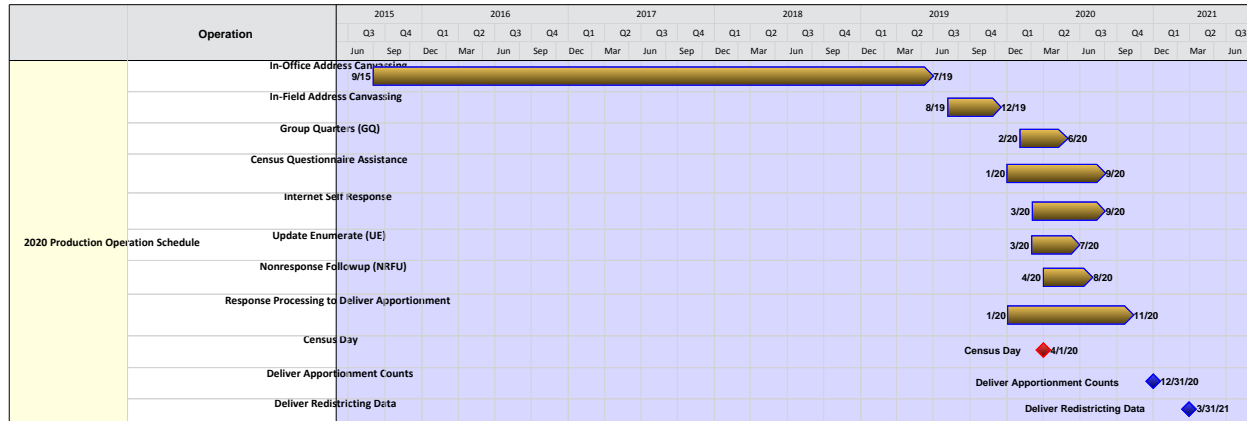 2015 2016 2017 2018 2019 2020 2021
Operation
Q3 Q4 Q1 Q2 Q3 Q4 Q1 Q2 Q3 Q4 Q1 Q2 Q3 Q4 Q1 Q2 Q3 Q4 Q1 Q2 Q3 Q4 Q1 Q2 Q3
Jun Sep Dec Mar Jun Sep Dec Mar Jun Sep Dec Mar Jun Sep Dec Mar Jun Sep Dec Mar Jun Sep Dec Mar Jun
In-Office Address Canvassing
9/15 7/19
In-Field Address Canvassing
8/19 12/19
Group Quarters (GQ)
2/20 6/20
Census Questionnaire Assistance
1/20 9/20
Internet Self Response
3/20 9/20
Update Enumerate (UE)
2020 Production Operation Schedule
3/20 7/20
Nonresponse Followup (NRFU)
4/20 8/20
Response Processing to Deliver Apportionment
1/20 11/20
Census Day
Census Day 4/1/20
Deliver Apportionment Counts
Deliver Apportionment Counts 12/31/20
Deliver Redistricting Data
Deliver Redistricting Data 3/31/21